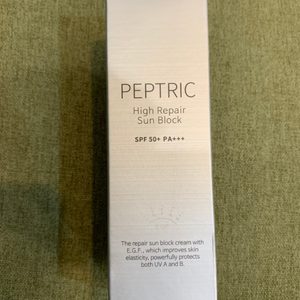 PEPTRIC
High Repair
Sun Block
SPF 50+ PA+++
The repair sun block cream with
E.G.F., which improves skin
elasticity, powerfully protects
both UV A and B.